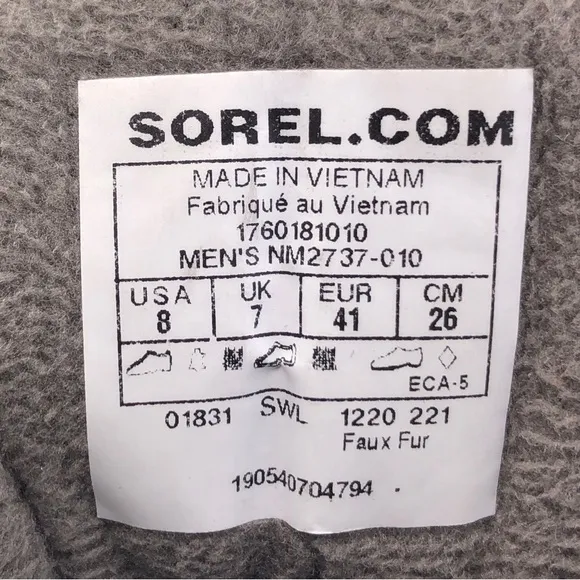 SOREL.COM
MADE IN VIETNAM
Fabriqué au Vietnam
1760181010
MEN'S NM2737-010
USA UK EUR CM
8 7 41 26
ECA-5
01831 SWL 1220 221
Faux Fur
190540704794 .